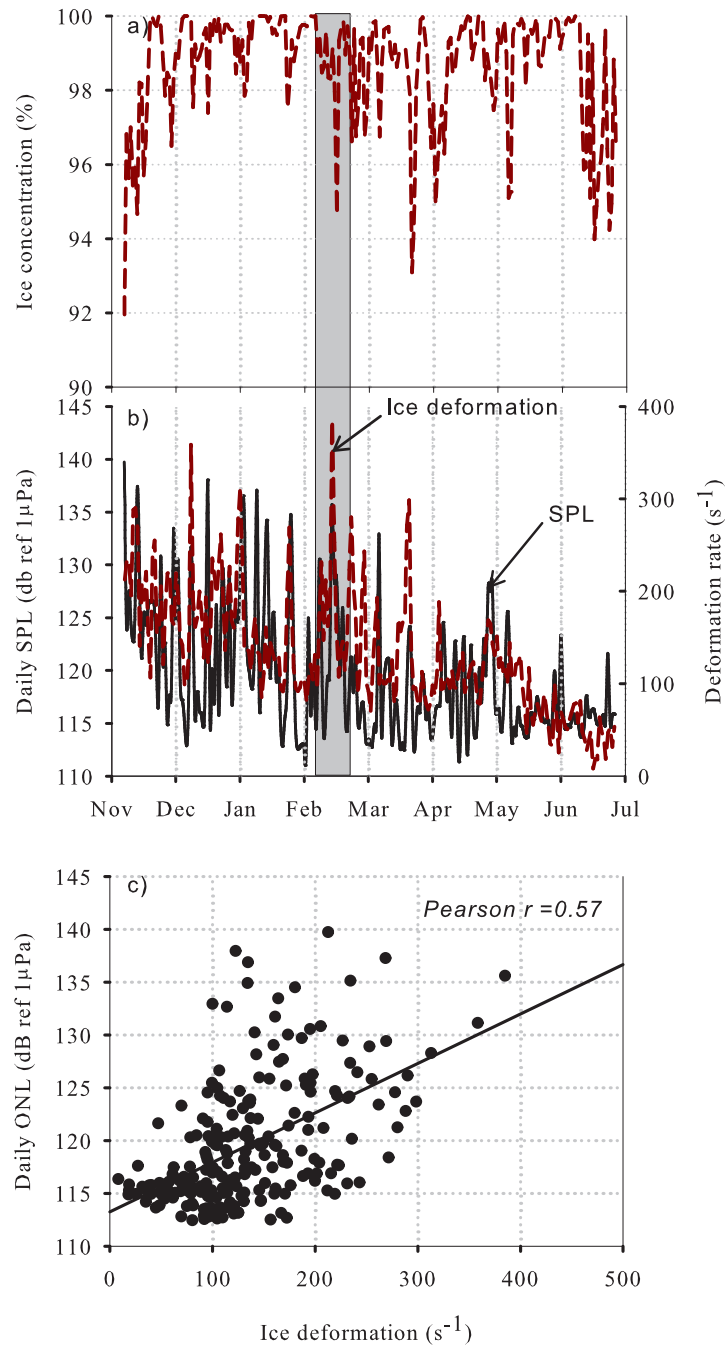 a)
100
98
96
94
92
90
Ice concentration (%)
b)
145
140
135
130
125
120
115
110
Daily SPL (db ref 1µPa)
Ice deformation
SPL
400
300
200
100
0
Deformation rate (s-1)
Nov Dec Jan Feb Mar Apr May Jun Jul
c)
Pearson r =0.57
145
140
135
130
125
120
115
110
Daily ONL (dB ref 1µPa)
0 100 200 300 400 500
Ice deformation (s-1)